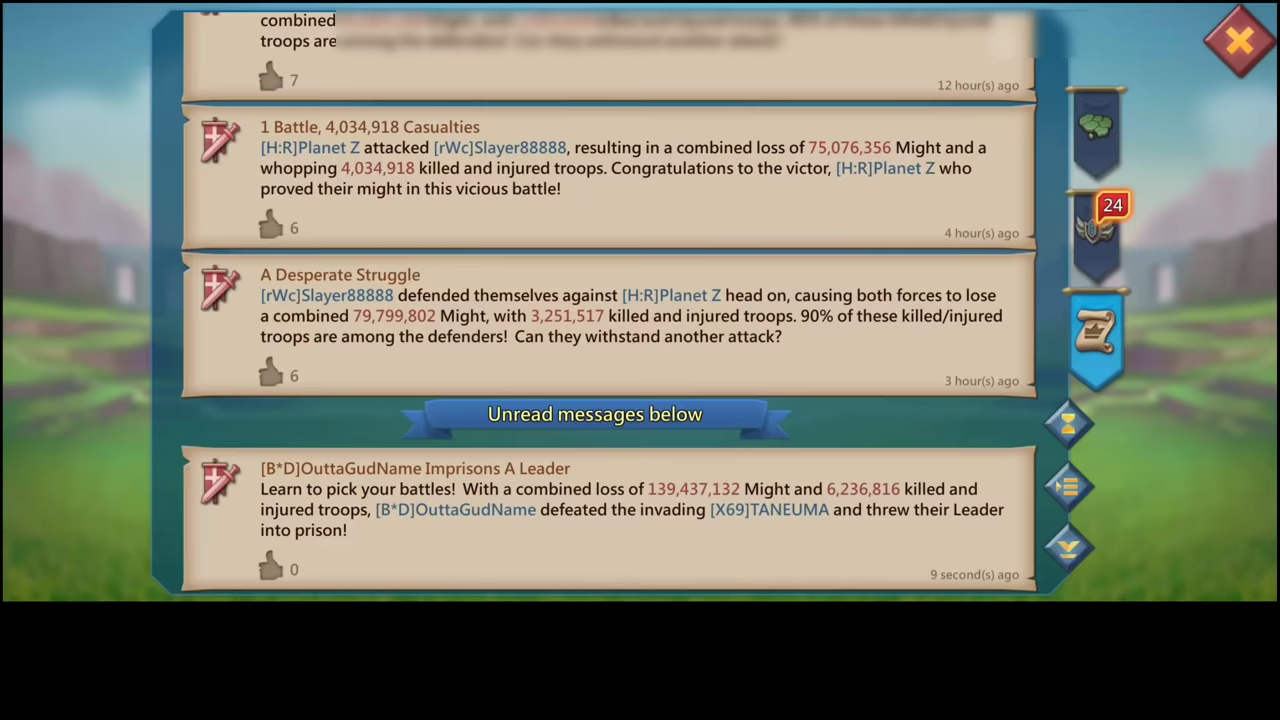 combined
troops are
7
12 hour(s) ago
1 Battle, 4,034,918 Casualties
[H:R]Planet Z attacked [rWc]Slayer88888, resulting in a combined loss of 75,076,356 Might and a
whopping 4,034,918 killed and injured troops. Congratulations to the victor, [H:R]Planet Z who
proved their might in this vicious battle!
6
4 hour(s) ago
24
A Desperate Struggle
[rWc]Slayer88888 defended themselves against [H:R]Planet Z head on, causing both forces to lose
a combined 79,799,802 Might, with 3,251,517 killed and injured troops. 90% of these killed/injured
troops are among the defenders! Can they withstand another attack?
6
3 hour(s) ago
Unread messages below
[B*D]OuttaGudName Imprisons A Leader
Learn to pick your battles! With a combined loss of 139,437,132 Might and 6,236,816 killed and
injured troops, [B*D]OuttaGudName defeated the invading [X69]TANEUMA and threw their Leader
into prison!
0
9 second(s) ago